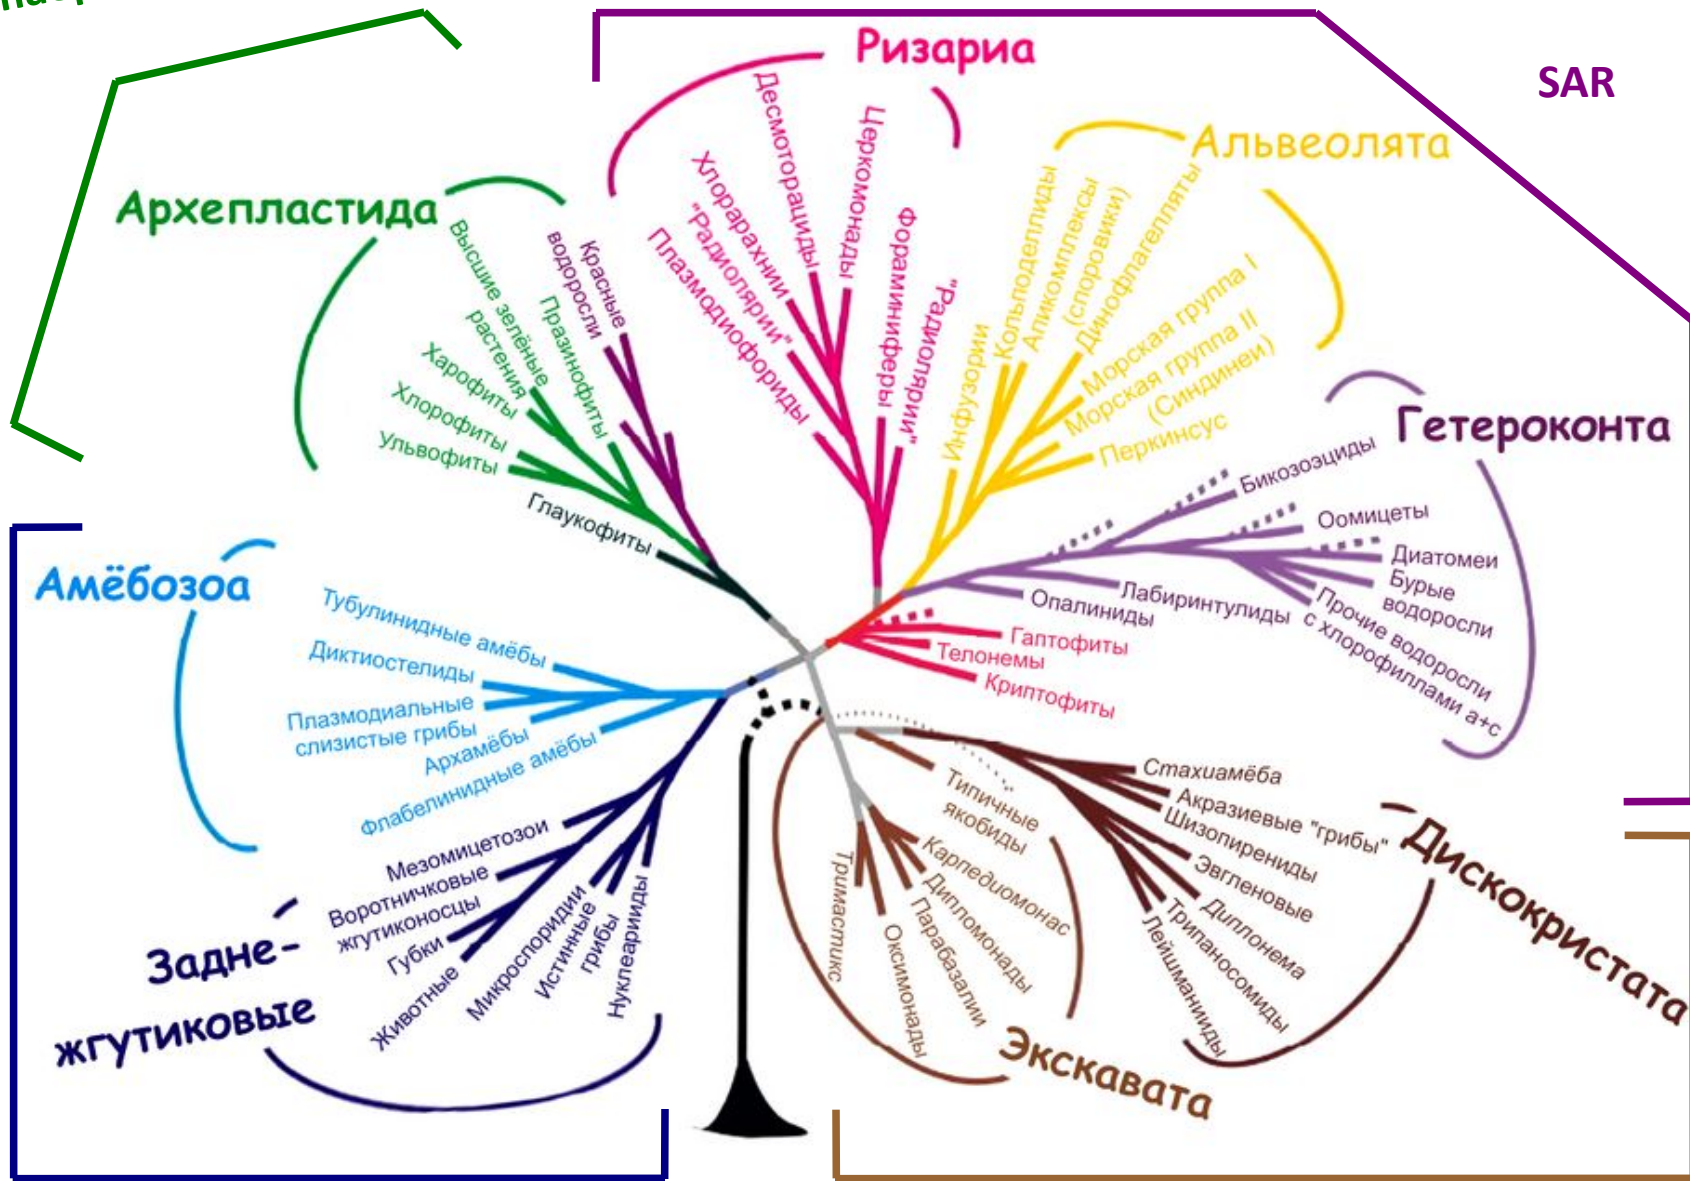 Ризариа
SAR
Альвеолята
Архепластида
Десмоторациды
Церкомонады
Хлорарахнии
"Радиолярии"
Плазмодиофориды
Фораминиферы
"Радиолярии"
Высшие зелёные
растения
Красные
водоросли
Празинофиты
Харофиты
Хлорофиты
Ульвофиты
Глаукофиты
Инфузории
Кольподеллиды
Апикомплексы
(споровики)
Динофлагелляты
Морская группа I
Морская группа II
(Синдинеи)
Перкинсус
Гетероконта
Бикозоэциды
Оомицеты
Диатомеи
Бурые
водоросли
Прочие водоросли
с хлорофиллами a+c
Лабиринтулиды
Опалиниды
Гаптофиты
Телонемы
Криптофиты
Амёбозоа
Тубулинидные амёбы
Диктиостелиды
Плазмодиальные
слизистые грибы
Архамёбы
Флабелинидные амёбы
Мезомицетозои
Воротничковые
жгутиконосцы
Губки
Животные
Микроспоридии
Истинные
грибы
Нуклеарииды
Задне-
жгутиковые
Типичные
якобиды
Карпедиомонас
Дипломонады
Парабазалии
Оксимонады
Тримастикс
Экскавата
Стахиамёба
Акразиевые "грибы"
Шизопирениды
Эвгленовые
Диплонема
Трипаносомиды
Лейшманииды
Дискокристата